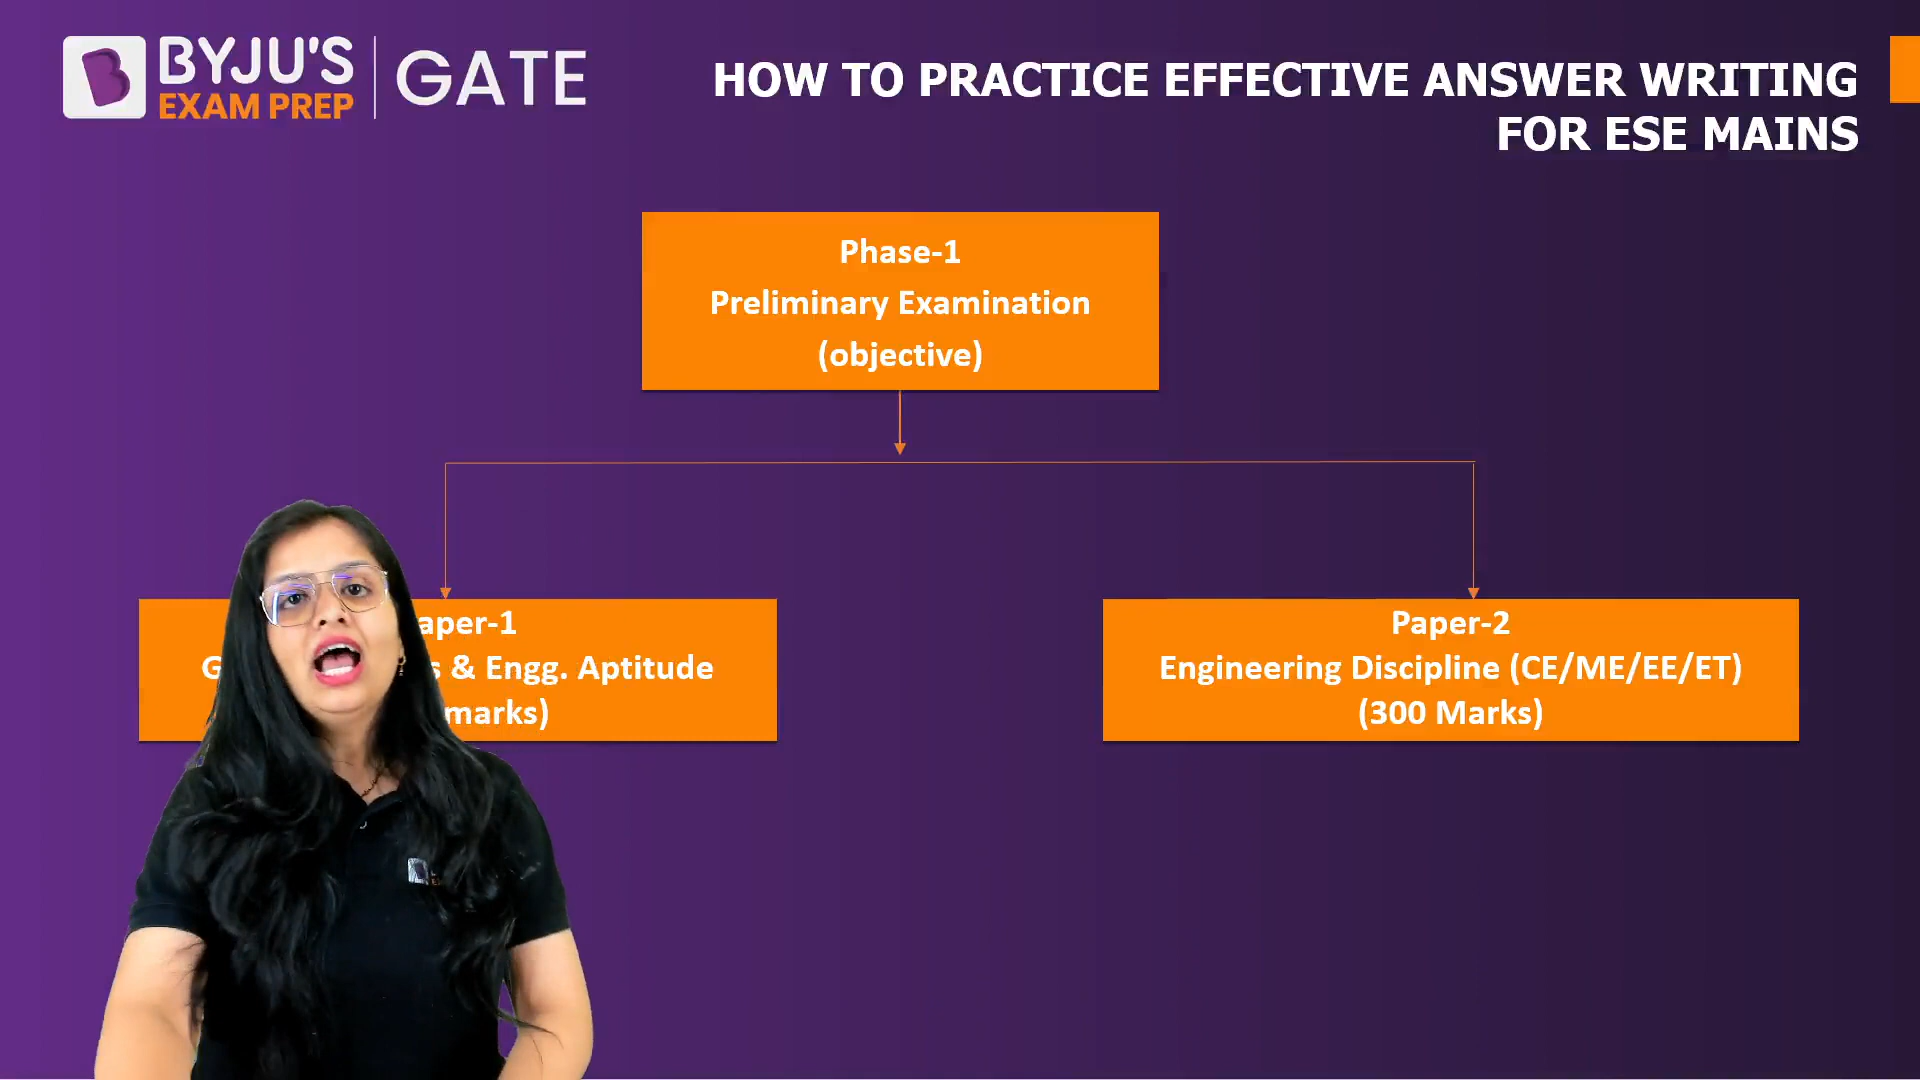 BYJU'S
EXAM PREP
GATE
HOW TO PRACTICE EFFECTIVE ANSWER WRITING
FOR ESE MAINS
Phase-1
Preliminary Examination
(objective)
aper-1
& Engg. Aptitude
marks)
Paper-2
Engineering Discipline (CE/ME/EE/ET)
(300 Marks)